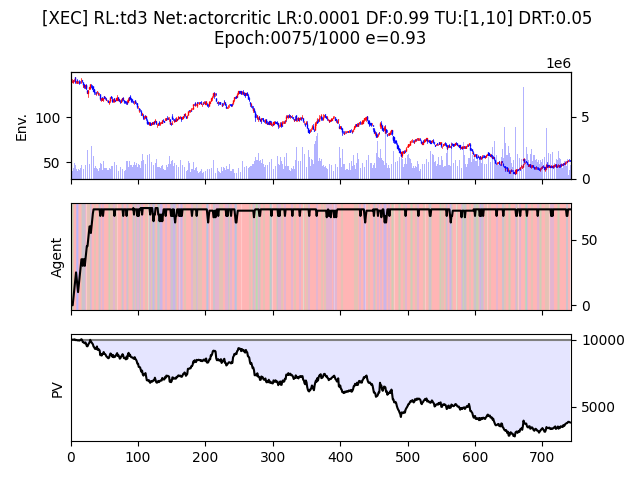 [XEC] RL:td3 Net:actorcritic LR:0.0001 DF:0.99 TU:[1,10] DRT:0.05
Epoch:0075/1000 e=0.93
1e6
Env.
100
50
5
0
Agent
50
0
PV
10000
5000
0 100 200 300 400 500 600 700